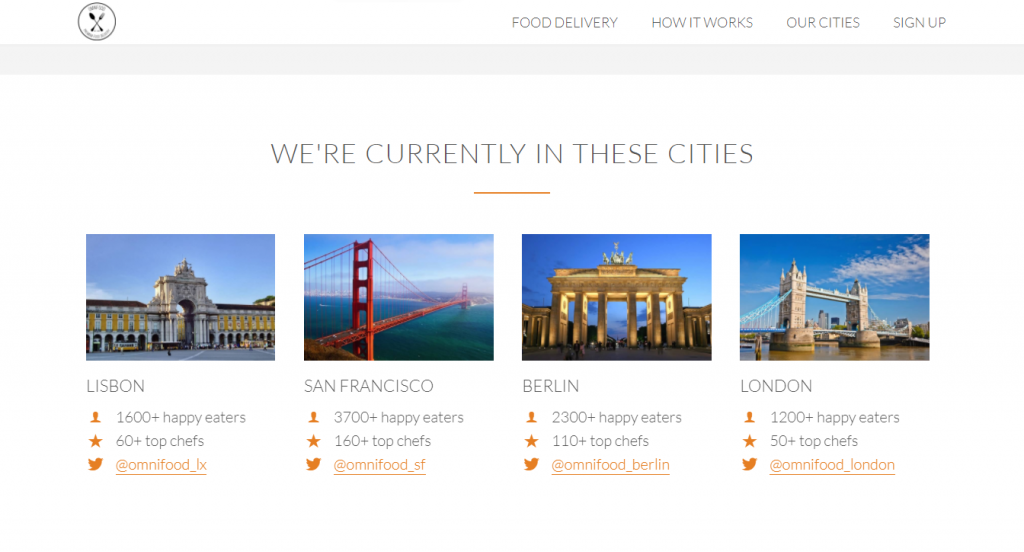 FOOD DELIVERY HOW IT WORKS OUR CITIES SIGN UP
WE'RE CURRENTLY IN THESE CITIES
LISBON
1600+ happy eaters
60+ top chefs
@omnifood_lx
SAN FRANCISCO
3700+ happy eaters
160+ top chefs
@omnifood_sf
BERLIN
2300+ happy eaters
110+ top chefs
@omnifood_berlin
LONDON
1200+ happy eaters
50+ top chefs
@omnifood_london